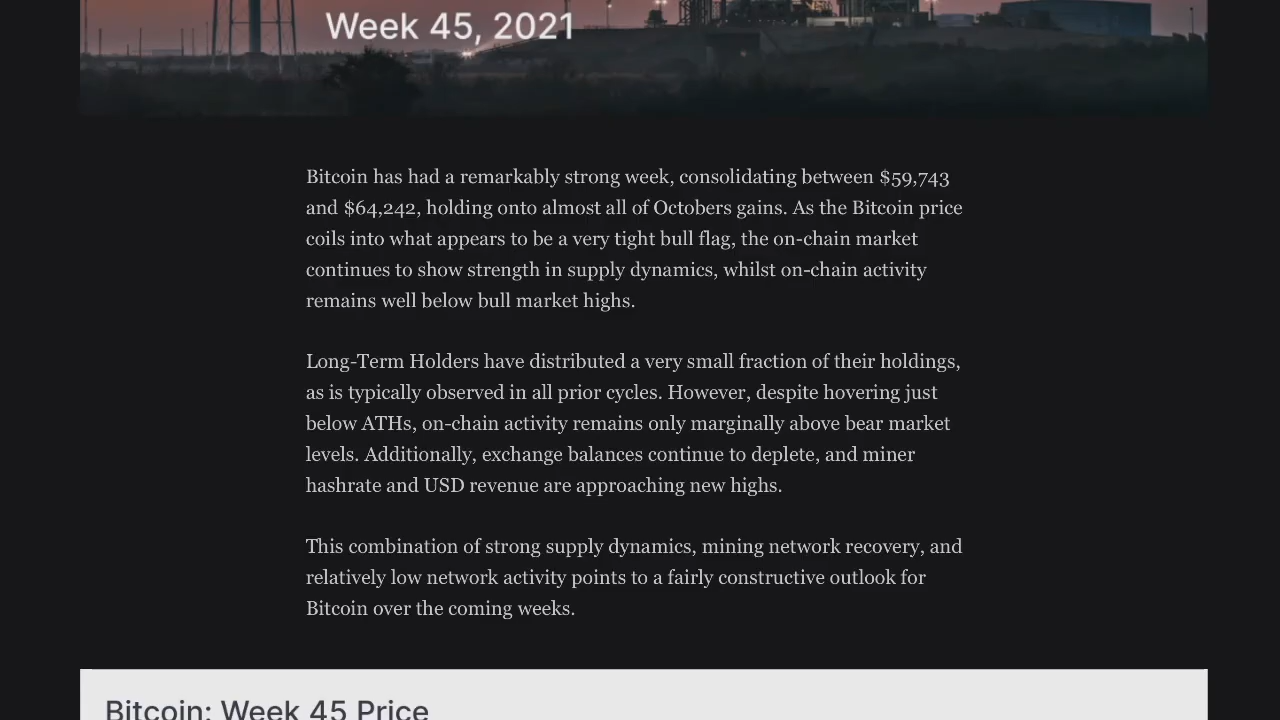 Week 45, 2021
Bitcoin has had a remarkably strong week, consolidating between $59,743
and $64,242, holding onto almost all of Octobers gains. As the Bitcoin price
coils into what appears to be a very tight bull flag, the on-chain market
continues to show strength in supply dynamics, whilst on-chain activity
remains well below bull market highs.
Long-Term Holders have distributed a very small fraction of their holdings,
as is typically observed in all prior cycles. However, despite hovering just
below ATHs, on-chain activity remains only marginally above bear market
levels. Additionally, exchange balances continue to deplete, and miner
hashrate and USD revenue are approaching new highs.
This combination of strong supply dynamics, mining network recovery, and
relatively low network activity points to a fairly constructive outlook for
Bitcoin over the coming weeks.
Bitcoin: Week 45 Price